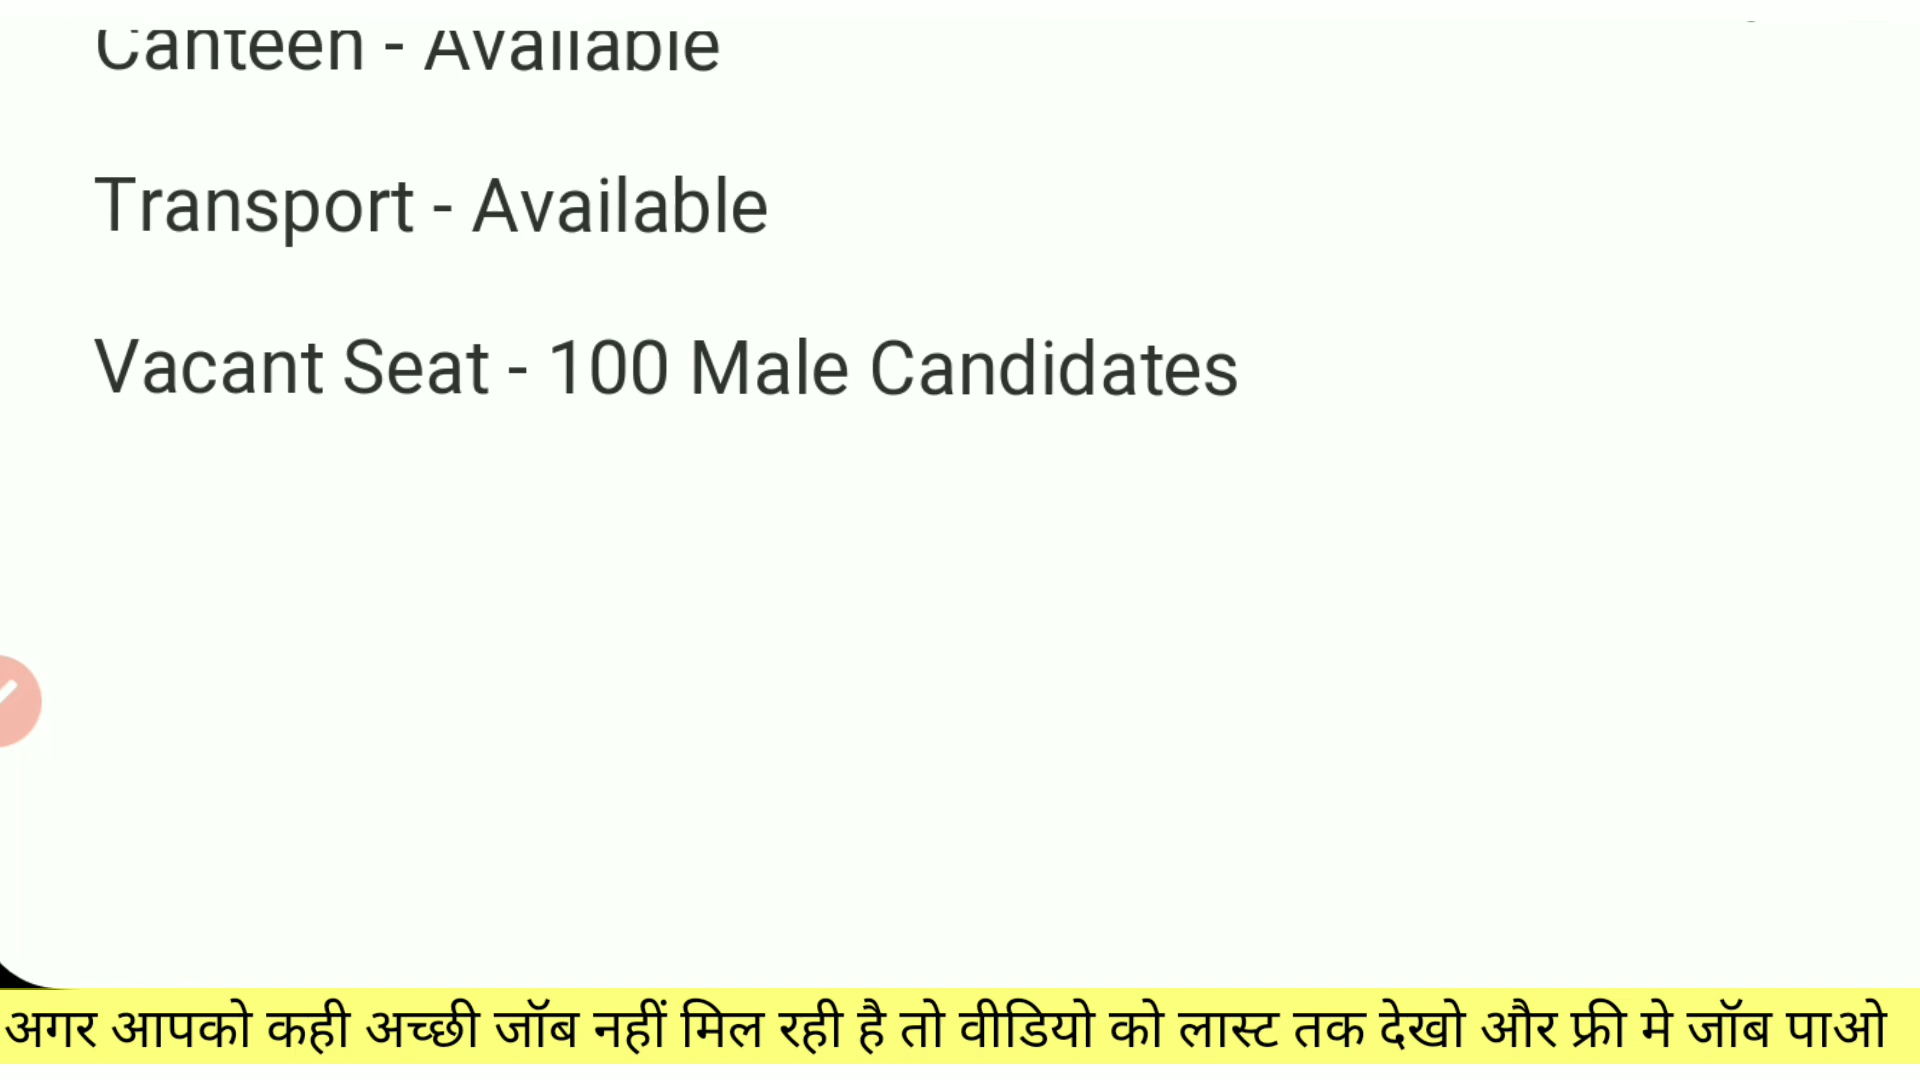 Canteen - Available
Transport - Available
Vacant Seat - 100 Male Candidates
अगर आपको कही अच्छी जॉब नहीं मिल रही है तो वीडियो को लास्ट तक देखो और फ्री मे जॉब पाओ